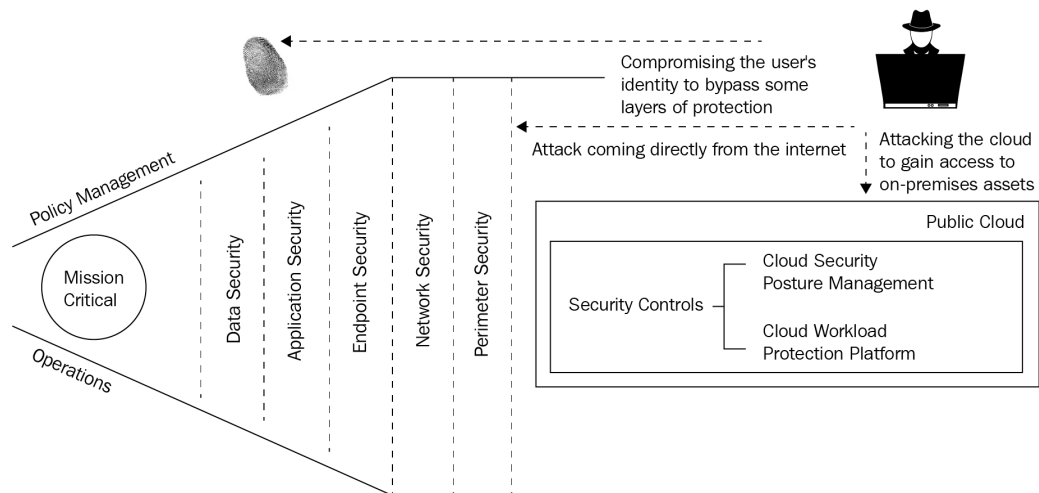 Compromising the user's
identity to bypass some
layers of protection
Attack coming directly from the internet
Attacking the cloud
to gain access to
on-premises assets
Policy Management
Mission
Critical
Operations
Data Security
Application Security
Endpoint Security
Network Security
Perimeter Security
Public Cloud
Security Controls
Cloud Security
Posture Management
Cloud Workload
Protection Platform